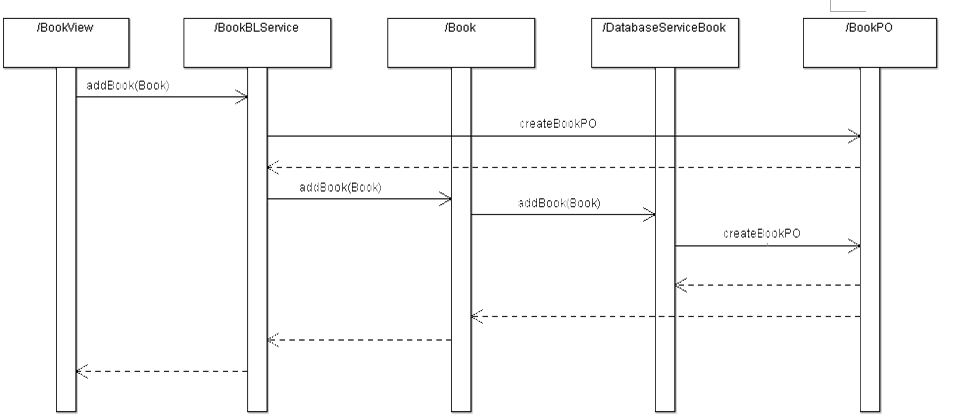 /BookView
/BookBLService
/Book
/DatabaseServiceBook
/BookPO
addBook(Book)
createBookPO
addBook(Book)
addBook(Book)
createBookPO